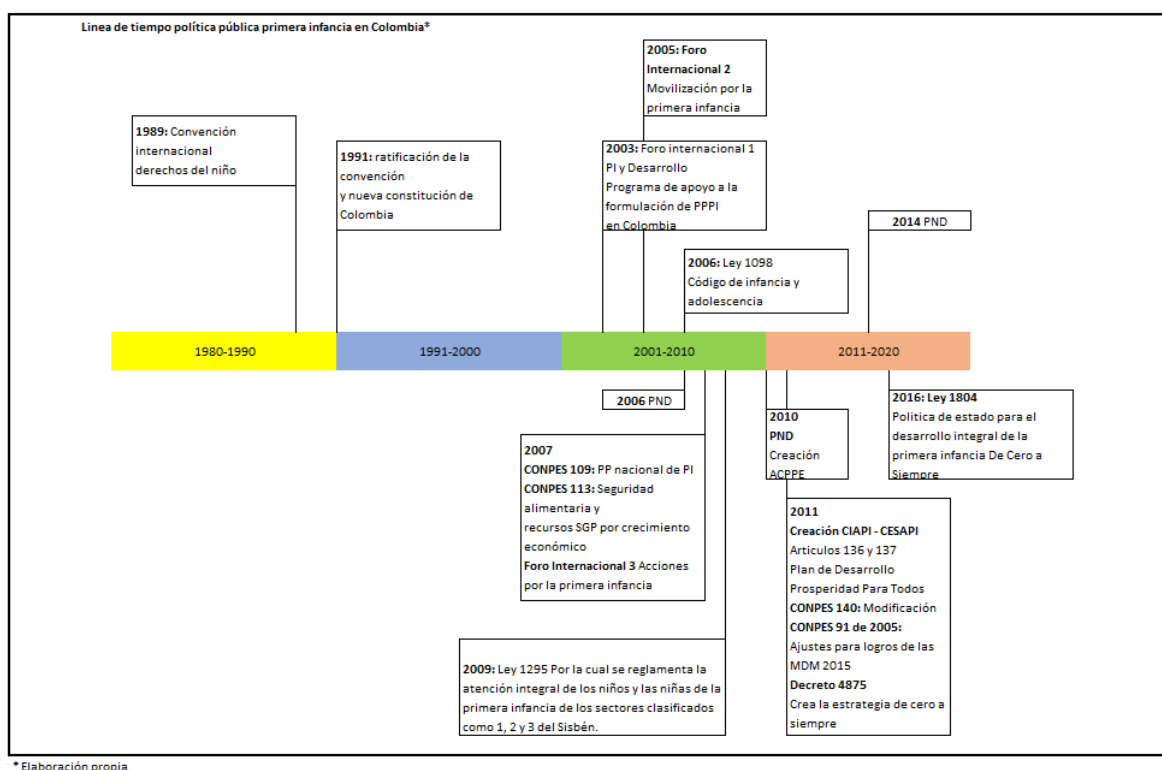 Linea de tiempo política pública primera infancia en Colombia*
2005: Foro
Internacional 2
Movilización por la
primera infancia
1989: Convención
internacional
derechos del niño
1991: ratificación de la
convención
y nueva constitución de
Colombia
2003: Foro internacional 1
PI y Desarrollo
Programa de apoyo a la
formulación de PPPI
en Colombia
2014 PND
2006: Ley 1098
Código de infancia y
adolescencia
1980-1990
1991-2000
2001-2010
2011-2020
2006 PND
2007
CONPES 109: PP nacional de PI
CONPES 113: Seguridad
alimentaria y
recursos SGP por crecimiento
económico
Foro Internacional 3 Acciones
por la primera infancia
2010
PND
Creación
ACPPE
2016: Ley 1804
Politica de estado para el
desarrollo integral de la
primera infancia De Cero a
Siempre
2011
Creación CIAPI - CESAPI
Articulos 136 y 137
Plan de Desarrollo
Prosperidad Para Todos
CONPES 140: Modificación
CONPES 91 de 2005:
Ajustes para logros de las
MDM 2015
Decreto 4875
Crea la estrategia de cero a
siempre
2009: Ley 1295 Por la cual se reglamenta la
atención integral de los niños y las niñas de la
primera infancia de los sectores clasificados
como 1, 2 y 3 del Sisbén.
* Elaboración propia